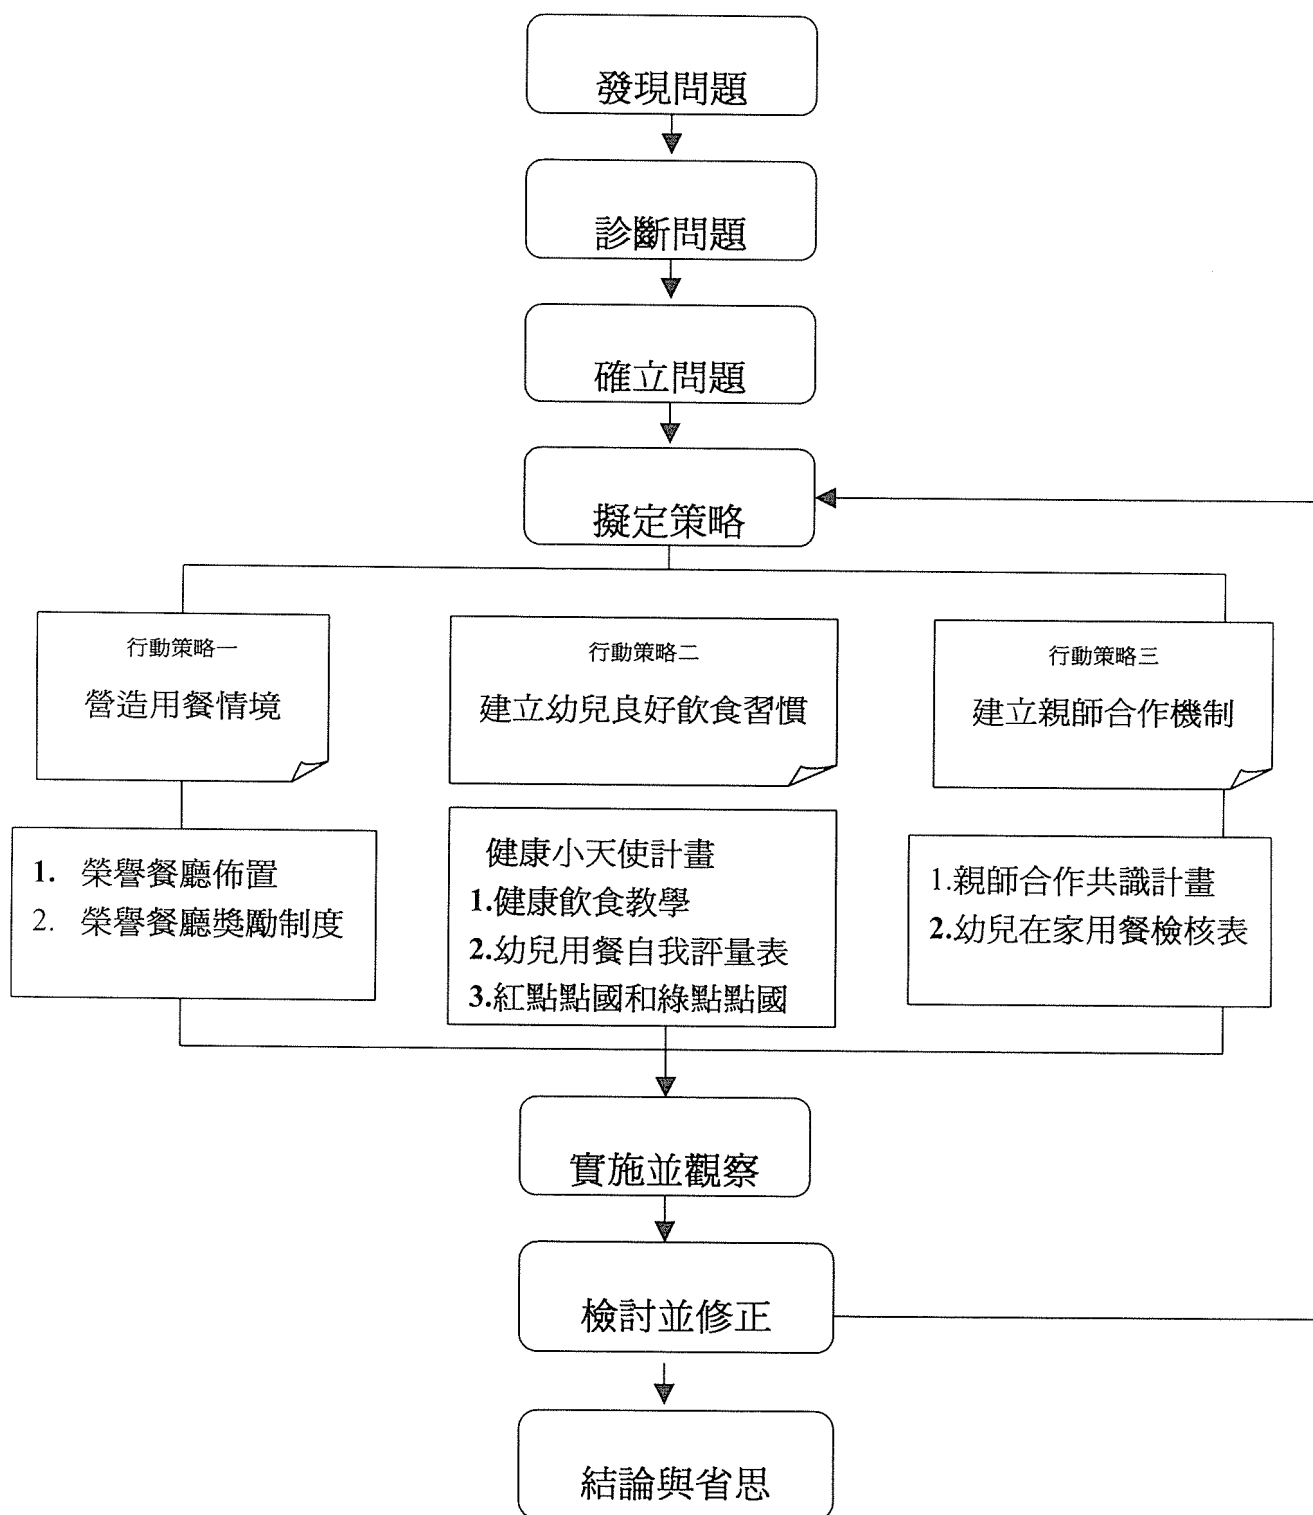 發現問題
診斷問題
確立問題
擬定策略
行動策略一
營造用餐情境
行動策略二
建立幼兒良好飲食習慣
行動策略三
建立親師合作機制
1. 榮譽餐廳佈置
2. 榮譽餐廳獎勵制度
健康小天使計畫
1.健康飲食教學
2.幼兒用餐自我評量表
3.紅點點國和綠點點國
1.親師合作共識計畫
2.幼兒在家用餐檢核表
實施並觀察
檢討並修正
結論與省思